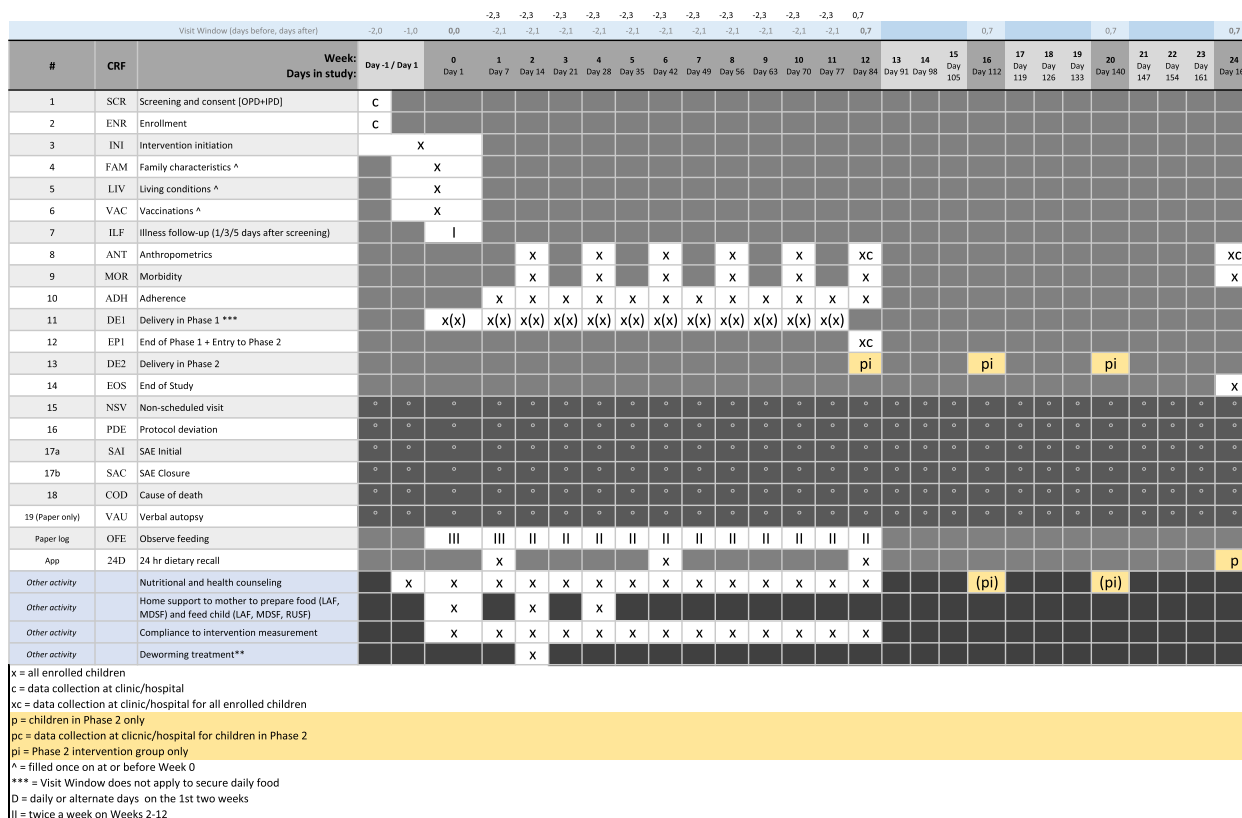 -2,3 -2,3 -2,3 -2,3 -2,3 -2,3 -2,3 -2,3 -2,3 -2,3 -2,3 0,7
Visit Window (days before, days after) -2,0 -1,0 0,0 -2,1 -2,1 -2,1 -2,1 -2,1 -2,1 -2,1 -2,1 -2,1 -2,1 -2,1 0,7 0,7 0,7 0,7
# CRF Week: Day -1 / Day 1 0 1 2 3 4 5 6 7 8 9 10 11 12 13 14 15 16 17 18 19 20 21 22 23 24
Days in study: Day 1 Day 7 Day 14 Day 21 Day 28 Day 35 Day 42 Day 49 Day 56 Day 63 Day 70 Day 77 Day 84 Day 91 Day 98 Day 105 Day 112 Day 119 Day 126 Day 133 Day 140 Day 147 Day 154 Day 161 Day 16
1 SCR Screening and consent [OPD+IPD] c
2 ENR Enrollment c
3 INI Intervention initiation x
4 FAM Family characteristics ^ x
5 LIV Living conditions ^ x
6 VAC Vaccinations ^ x
7 ILF Illness follow-up (1/3/5 days after screening) I
8 ANT Anthropometrics x x x x x xc xc
9 MOR Morbidity x x x x x x x
10 ADH Adherence x x x x x x x x x x x x
11 DE1 Delivery in Phase 1 *** x(x) x(x) x(x) x(x) x(x) x(x) x(x) x(x) x(x) x(x) x(x) x(x)
12 EP1 End of Phase 1 + Entry to Phase 2 xc
13 DE2 Delivery in Phase 2 pi pi pi
14 EOS End of Study x
15 NSV Non-scheduled visit ° ° ° ° ° ° ° ° ° ° ° ° ° ° ° ° ° ° ° ° ° ° ° ° ° ° °
16 PDE Protocol deviation ° ° ° ° ° ° ° ° ° ° ° ° ° ° ° ° ° ° ° ° ° ° ° ° ° ° °
17a SAI SAE Initial ° ° ° ° ° ° ° ° ° ° ° ° ° ° ° ° ° ° ° ° ° ° ° ° ° ° °
17b SAC SAE Closure ° ° ° ° ° ° ° ° ° ° ° ° ° ° ° ° ° ° ° ° ° ° ° ° ° ° °
18 COD Cause of death ° ° ° ° ° ° ° ° ° ° ° ° ° ° ° ° ° ° ° ° ° ° ° ° ° ° °
19 (Paper only) VAU Verbal autopsy ° ° ° ° ° ° ° ° ° ° ° ° ° ° ° ° ° ° ° ° ° ° ° ° ° ° °
Paper log OFE Observe feeding III III II II II II II II II II II II II
App 24D 24 hr dietary recall x x x p
Other activity Nutritional and health counseling x x x x x x x x x x x x x x (pi) (pi)
Other activity Home support to mother to prepare food (LAF, MDSF) and feed child (LAF, MDSF, RUSF) x x x
Other activity Compliance to intervention measurement x x x x x x x x x x x x x
Other activity Deworming treatment** x
x = all enrolled children
c = data collection at clinic/hospital
xc = data collection at clinic/hospital for all enrolled children
p = children in Phase 2 only
pc = data collection at clicnic/hospital for children in Phase 2
pi = Phase 2 intervention group only
^ = filled once on at or before Week 0
*** = Visit Window does not apply to secure daily food
D = daily or alternate days on the 1st two weeks
II = twice a week on Weeks 2-12